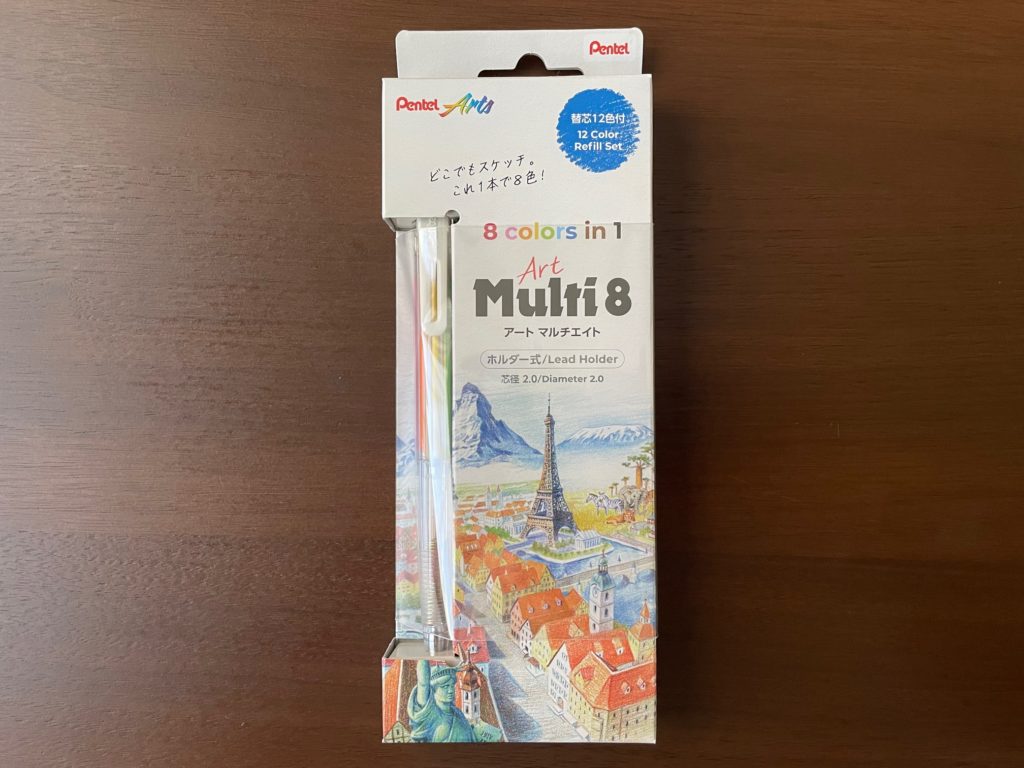 Pentel
Pentel Arts
替芯12色付
12 Color
Refill Set
どこでもスケッチ。
これ1本で8色!
8 colors in 1
Art
Multi 8
アート マルチエイト
ホルダー式/Lead Holder
芯径 2.0/Diameter 2.0